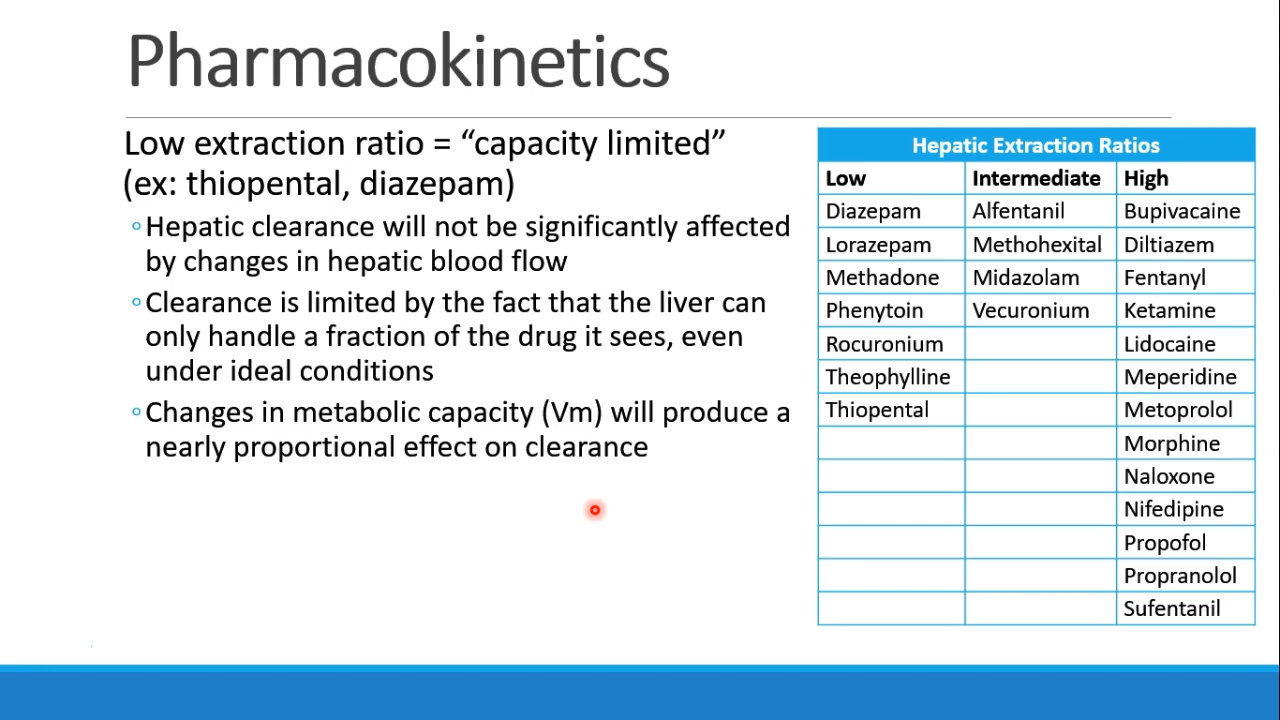 Pharmacokinetics
Low extraction ratio = “capacity limited”
(ex: thiopental, diazepam)
Hepatic clearance will not be significantly affected
by changes in hepatic blood flow
Clearance is limited by the fact that the liver can
only handle a fraction of the drug it sees, even
under ideal conditions
Changes in metabolic capacity (Vm) will produce a
nearly proportional effect on clearance
Hepatic Extraction Ratios
Low Intermediate High
Diazepam Alfentanil Bupivacaine
Lorazepam Methohexital Diltiazem
Methadone Midazolam Fentanyl
Phenytoin Vecuronium Ketamine
Rocuronium Lidocaine
Theophylline Meperidine
Thiopental Metoprolol
Morphine
Naloxone
Nifedipine
Propofol
Propranolol
Sufentanil